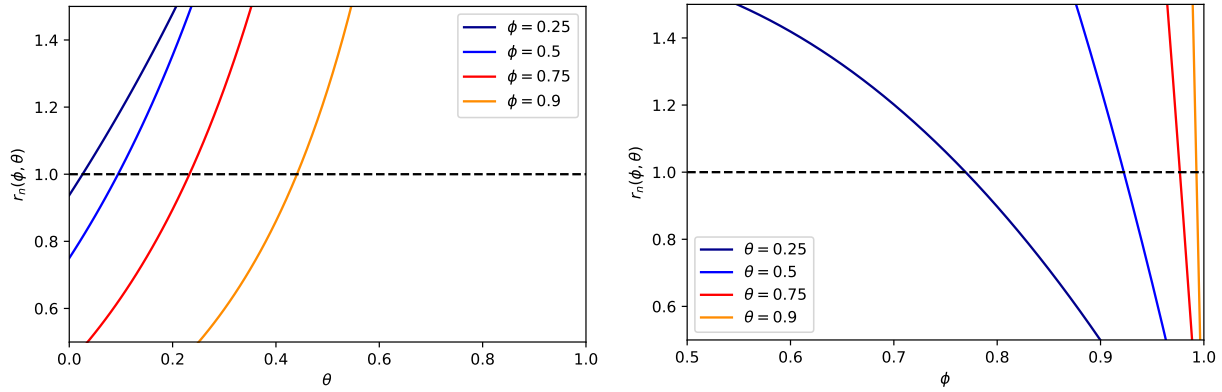 1.4
1.2
1.0
0.8
0.6
r_n(ϕ, θ)
ϕ = 0.25
ϕ = 0.5
ϕ = 0.75
ϕ = 0.9
0.0 0.2 0.4 0.6 0.8 1.0
θ
1.4
1.2
1.0
0.8
0.6
r_n(ϕ, θ)
θ = 0.25
θ = 0.5
θ = 0.75
θ = 0.9
0.5 0.6 0.7 0.8 0.9 1.0
ϕ